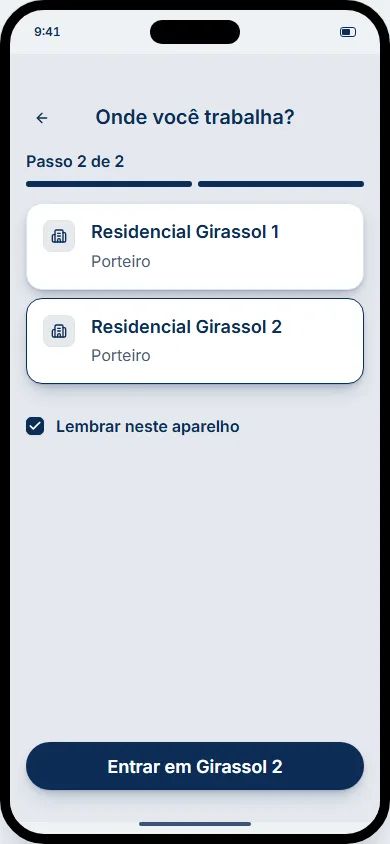 9:41
Onde você trabalha?
Passo 2 de 2
Residencial Girassol 1
Porteiro
Residencial Girassol 2
Porteiro
Lembrar neste aparelho
Entrar em Girassol 2